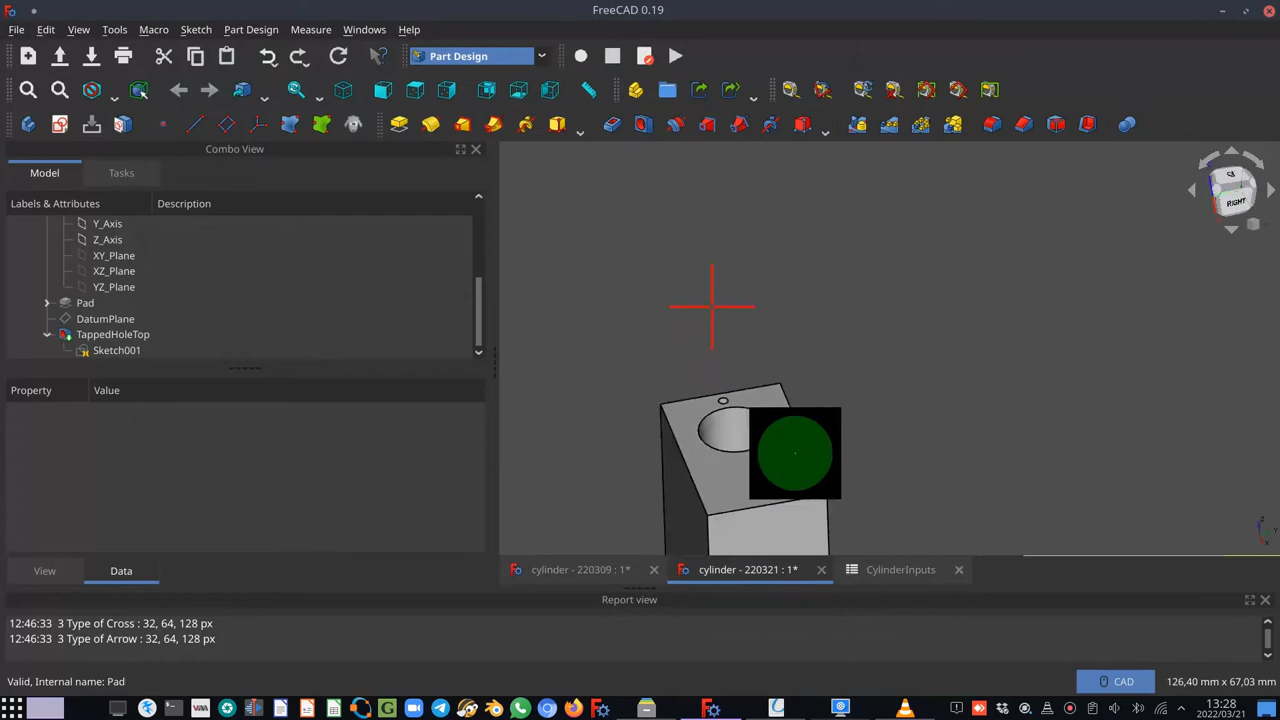 FreeCAD 0.19
File Edit View Tools Macro Sketch Part Design Measure Windows Help
Part Design
Combo View
Model Tasks
Labels & Attributes Description
Y_Axis
Z_Axis
XY_Plane
XZ_Plane
YZ_Plane
Pad
DatumPlane
TappedHoleTop
Sketch001
Property Value
RIGHT
View Data
cylinder - 220309 : 1* cylinder - 220321 : 1* CylinderInputs
Report view
12:46:33 3 Type of Cross : 32, 64, 128 px
12:46:33 3 Type of Arrow : 32, 64, 128 px
Valid, Internal name: Pad
CAD 126,40 mm x 67,03 mm
13:28
2022/03/21